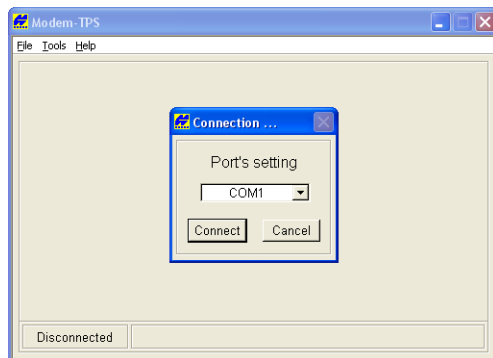 Modem-TPS
File Tools Help
Connection ...
Port's setting
COM1
Connect Cancel
Disconnected